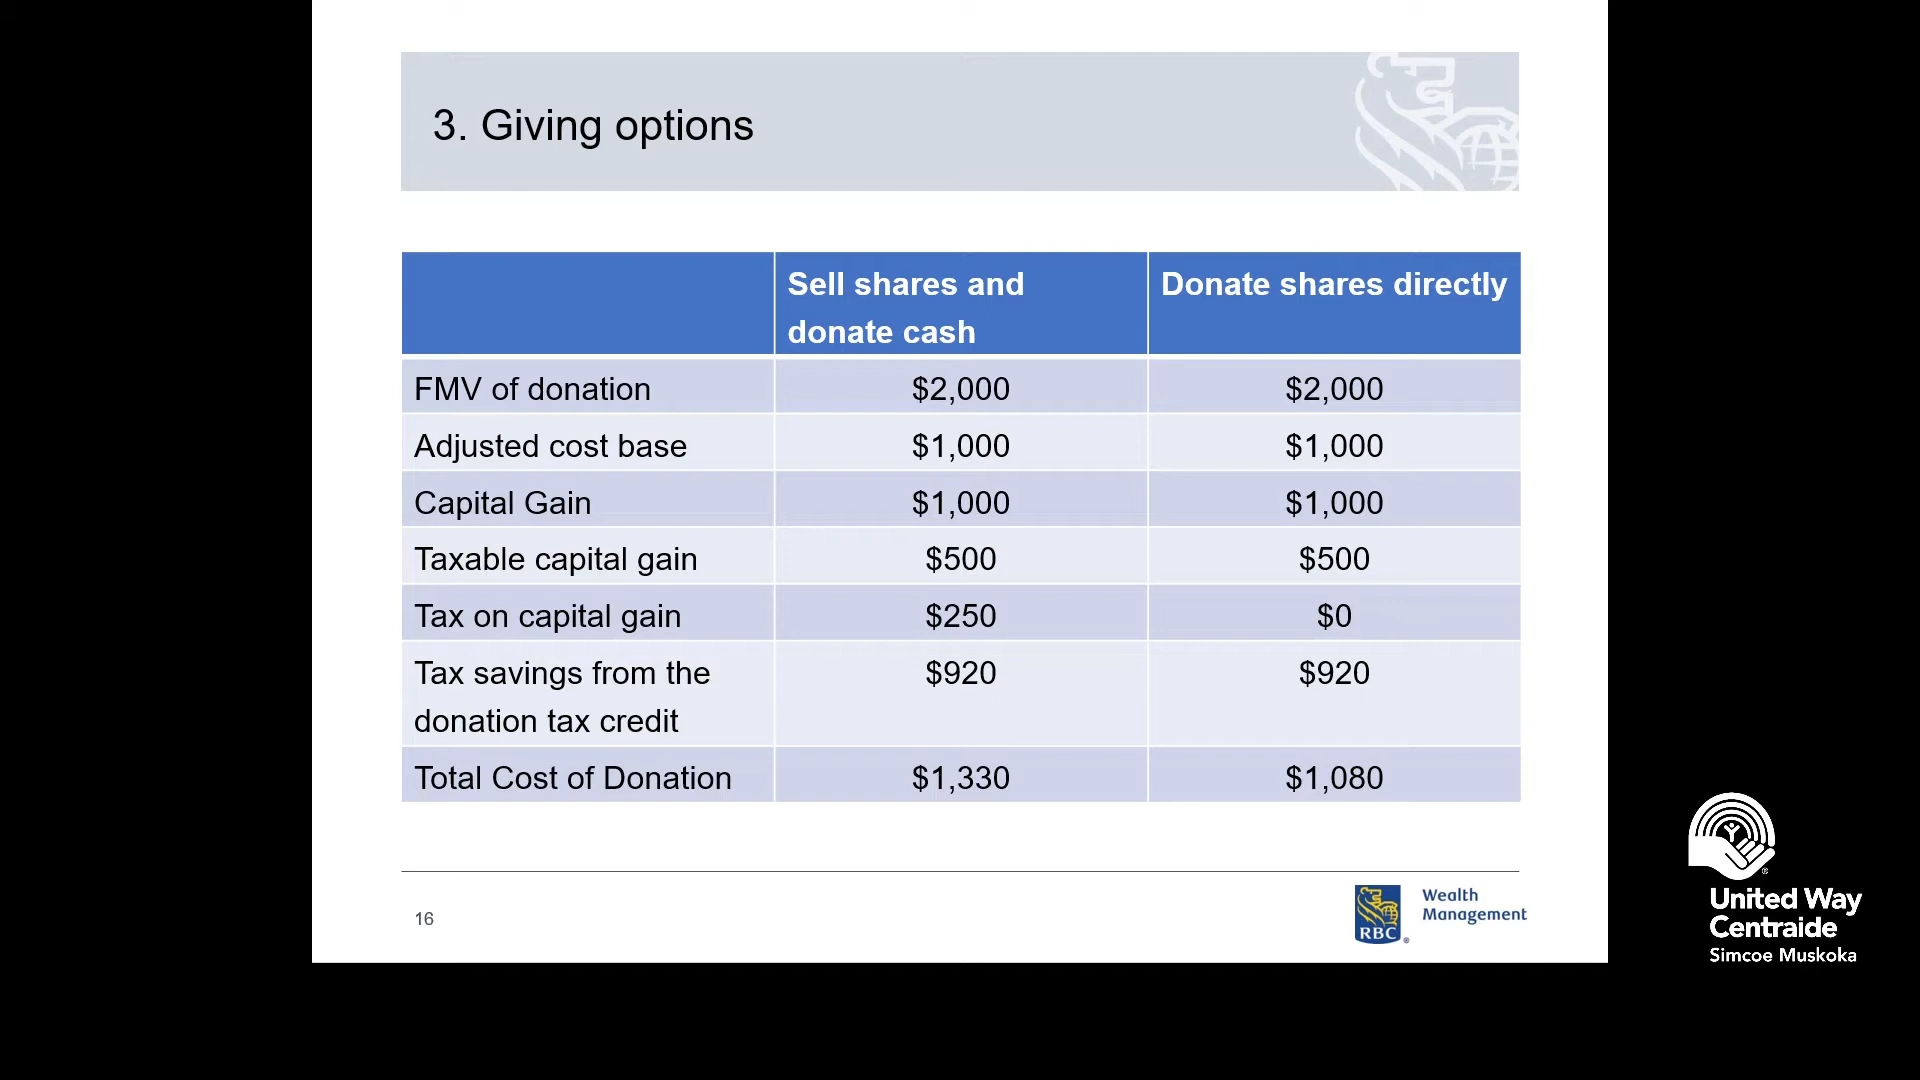 3. Giving options
Sell shares and
donate cash
Donate shares directly
FMV of donation $2,000 $2,000
Adjusted cost base $1,000 $1,000
Capital Gain $1,000 $1,000
Taxable capital gain $500 $500
Tax on capital gain $250 $0
Tax savings from the $920 $920
donation tax credit
Total Cost of Donation $1,330 $1,080
16
RBC ®
Wealth
Management
®
United Way
Centraide
Simcoe Muskoka